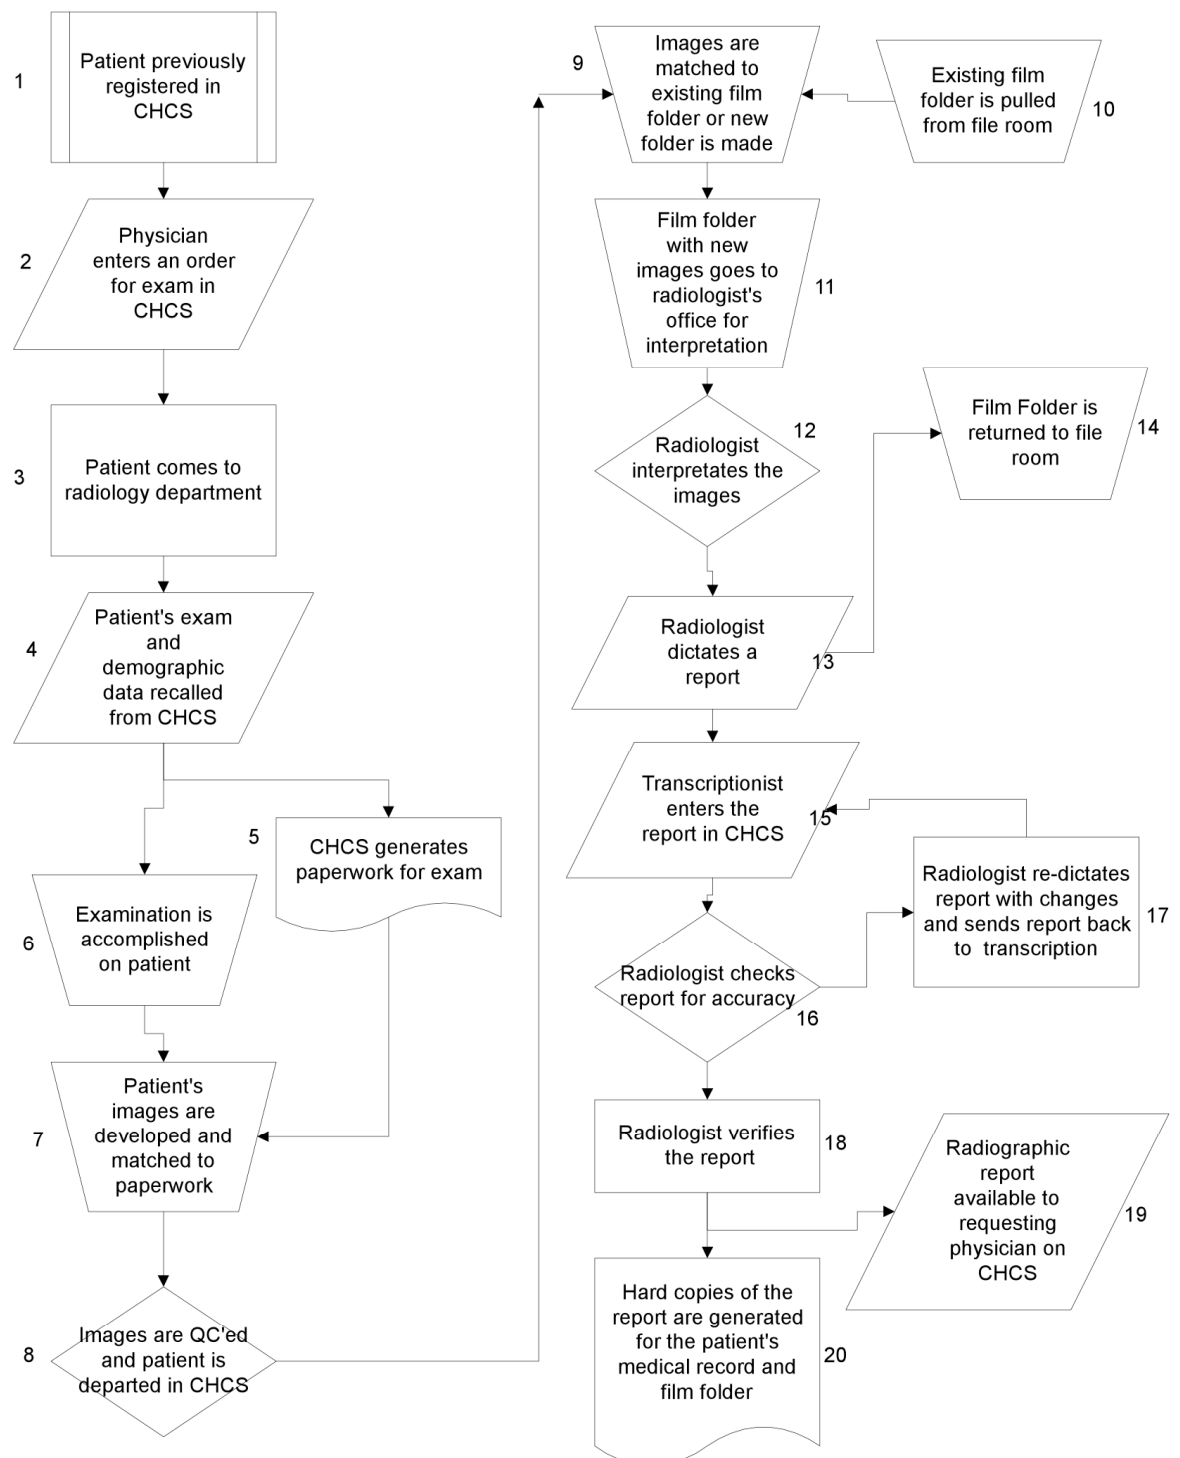 1
Patient previously
registered in
CHCS
2
Physician
enters an order
for exam in
CHCS
3
Patient comes to
radiology department
4
Patient's exam
and
demographic
data recalled
from CHCS
5
CHCS generates
paperwork for exam
6
Examination is
accomplished
on patient
7
Patient's
images are
developed and
matched to
paperwork
8
Images are QC'ed
and patient is
departed in CHCS
9
Images are
matched to
existing film
folder or new
folder is made
Existing film
folder is pulled
from file room
10
Film folder
with new
images goes to
radiologist's
office for
interpretation
11
12
Radiologist
interpretates the
images
Radiologist
dictates a
report
13
Film Folder is
returned to file
room
14
Transcriptionist
enters the
report in CHCS
15
Radiologist checks
report for accuracy
16
Radiologist re-dictates
report with changes
and sends report back
to transcription
17
Radiologist verifies
the report
18
Radiographic
report
available to
requesting
physician on
CHCS
19
Hard copies of the
report are generated
for the patient's
medical record and
film folder
20